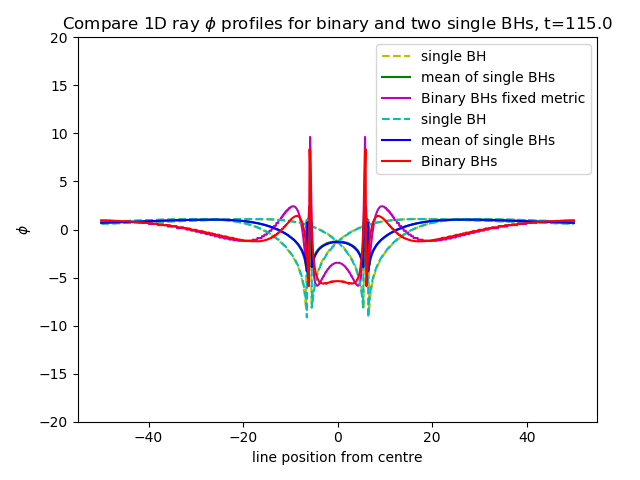 Compare 1D ray ϕ profiles for binary and two single BHs, t=115.0
single BH
mean of single BHs
Binary BHs fixed metric
single BH
mean of single BHs
Binary BHs
20
15
10
5
0
−5
−10
−15
−20
ϕ
−40 −20 0 20 40
line position from centre